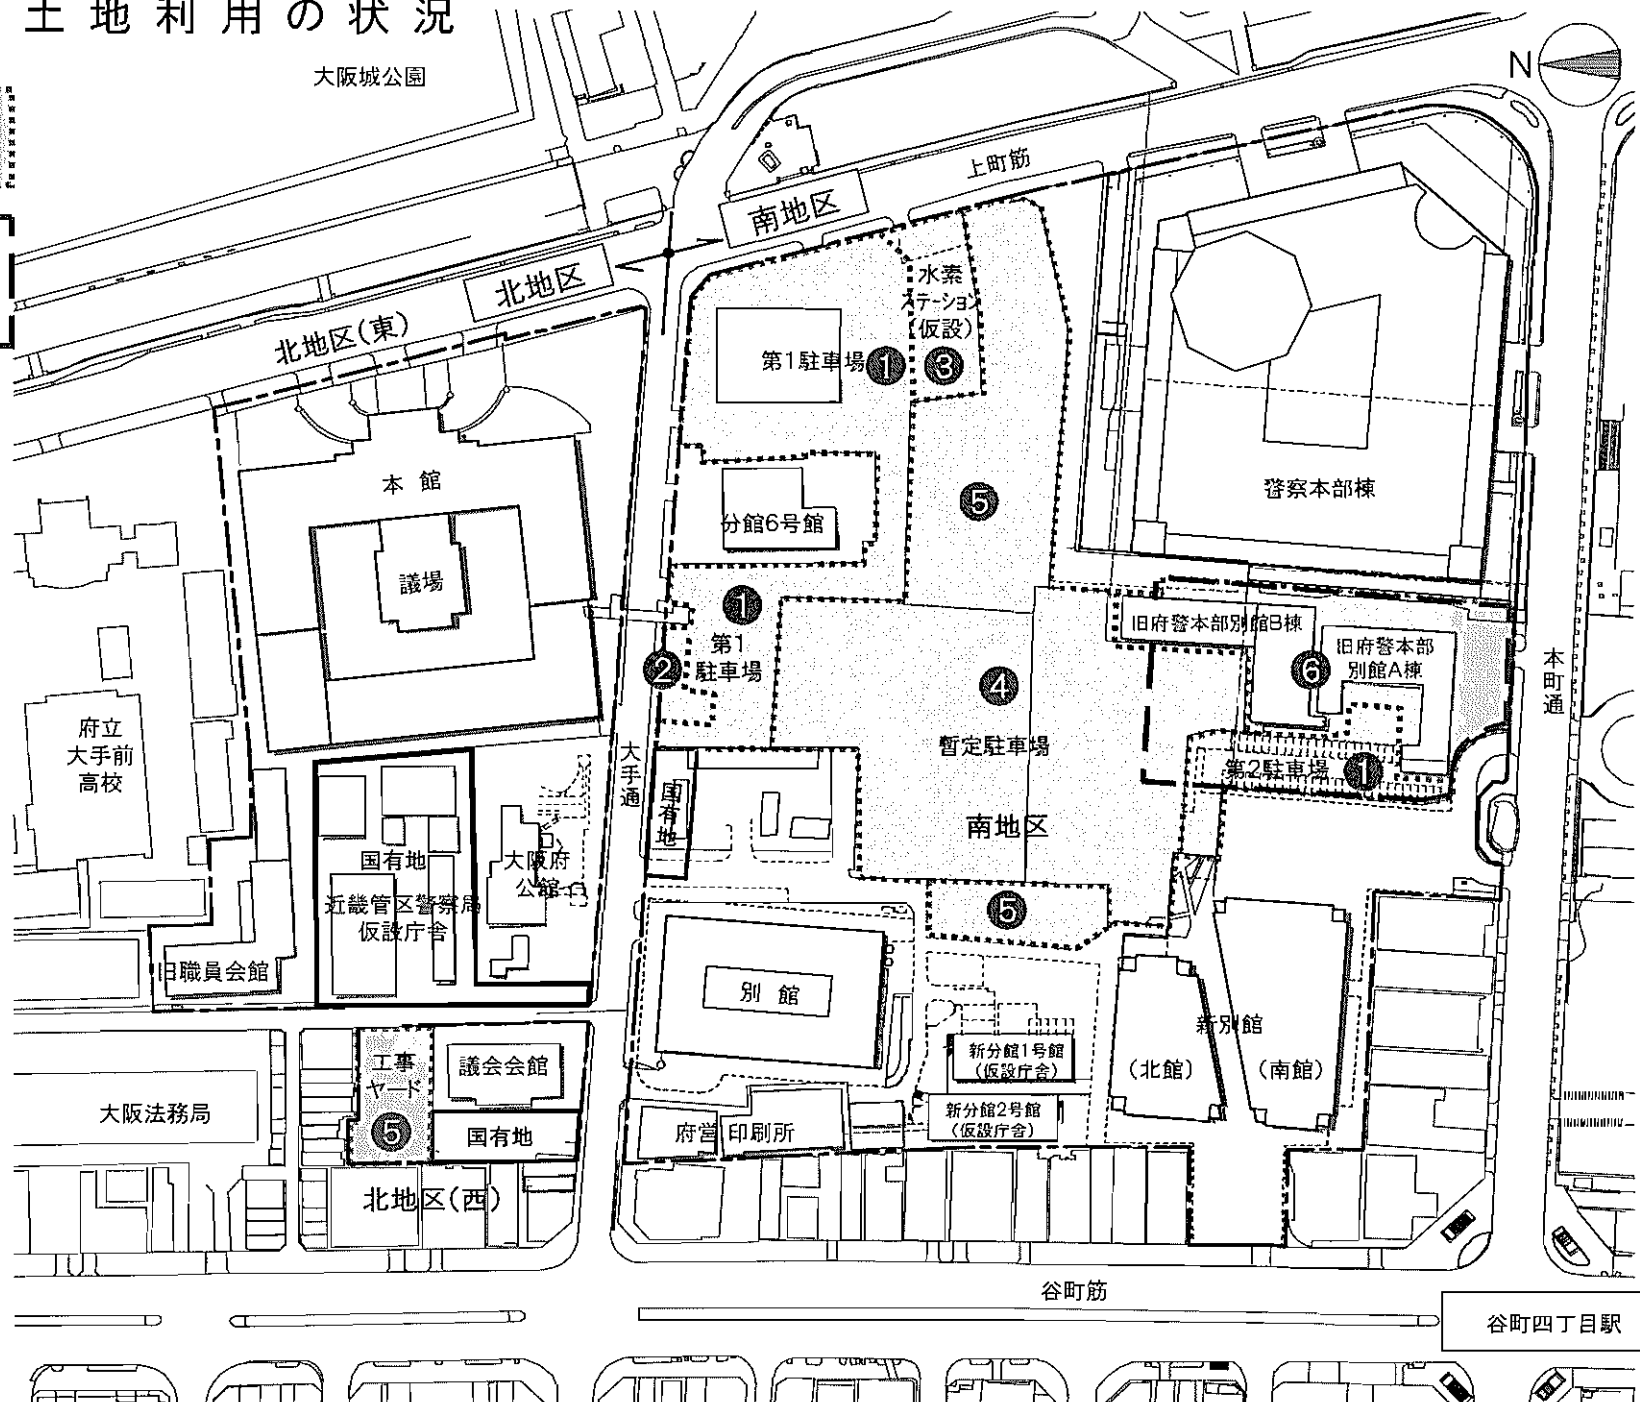 土地利用の状況
大阪城公園
N
上町筋
南地区
北地区
北地区(東)
水素
ステーション
(仮設)
③
第1駐車場
①
本館
議場
分館6号館
⑤
警察本部棟
①
第1
駐車場
②
④
暫定駐車場
南地区
旧府警本部別館B棟
旧府警本部
別館A棟
⑥
第2駐車場
①
本町通
府立
大手前
高校
大手通
国有地
国有地
近畿管区警察局
仮設庁舎
大阪府
公館
旧職員会館
⑤
別館
新別館
(北館)
(南館)
新分館1号館
(仮設庁舎)
新分館2号館
(仮設庁舎)
府営印刷所
工事
ヤード
⑤
議会会館
国有地
大阪法務局
北地区(西)
谷町筋
谷町四丁目駅